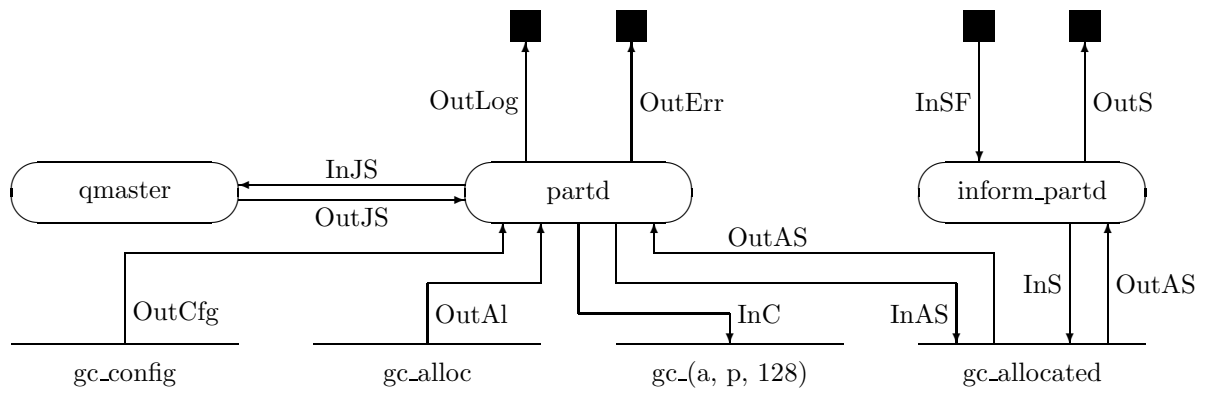 OutLog
OutErr
InSF
OutS
InJS
qmaster
partd
inform_partd
OutJS
OutAS
OutCfg
OutAl
InC
InAS
InS
OutAS
gc_config
gc_alloc
gc_(a, p, 128)
gc_allocated